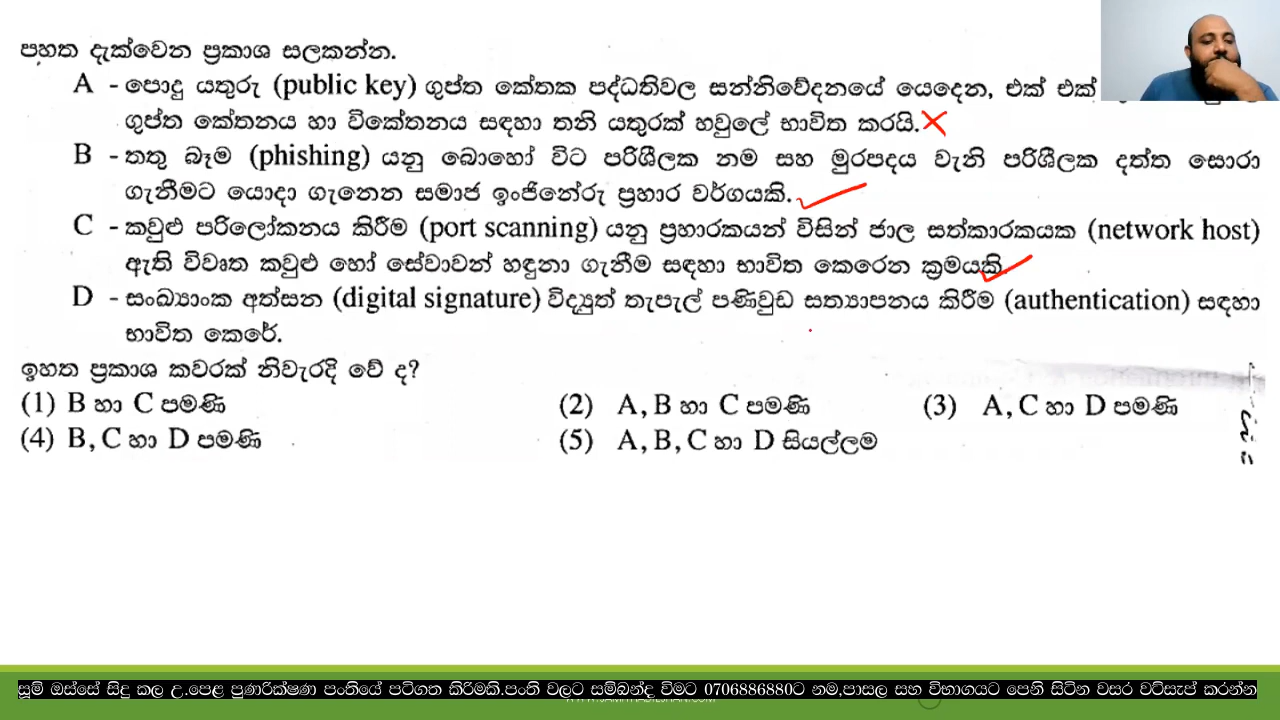 පහත දැක්වෙන ප්‍රකාශ සලකන්න.
A - පොදු යතුරු (public key) ගුප්ත කේතක පද්ධතිවල සන්නිවේදනයේ යෙදෙන, එක් එක්
ගුප්ත කේතනය හා විකේතනය සඳහා තනි යතුරක් හවුලේ භාවිත කරයි.
B - තතු බෑම (phishing) යනු බොහෝ විට පරිශීලක නම සහ මුරපදය වැනි පරිශීලක දත්ත සොරා
ගැනීමට යොදා ගැනෙන සමාජ ඉංජිනේරු ප්‍රහාර වර්ගයකි.
C - කවුළු පරිලෝකනය කිරීම (port scanning) යනු ප්‍රහාරකයන් විසින් ජාල සත්කාරකයක (network host)
ඇති විවෘත කවුළු හෝ සේවාවන් හඳුනා ගැනීම සඳහා භාවිත කෙරෙන ක්‍රමයකි.
D - සංඛ්‍යාංක අත්සන (digital signature) විද්‍යුත් තැපැල් පණිවුඩ සත්‍යාපනය කිරීම (authentication) සඳහා
භාවිත කෙරේ.
ඉහත ප්‍රකාශ කවරක් නිවැරදි වේ ද?
(1) B හා C පමණි (2) A, B හා C පමණි (3) A, C හා D පමණි
(4) B, C හා D පමණි (5) A, B, C හා D සියල්ලම
සූම් ඔස්සේ සිදු කල උ.පෙළ පුණරික්ෂණ පංතියේ පටිගත කිරිමකි.පංති වලට සම්බන්ද විමට 0706886880ට නම,පාසල සහ විභාගයට පෙනි සිටින වසර වට්සැප් කරන්න